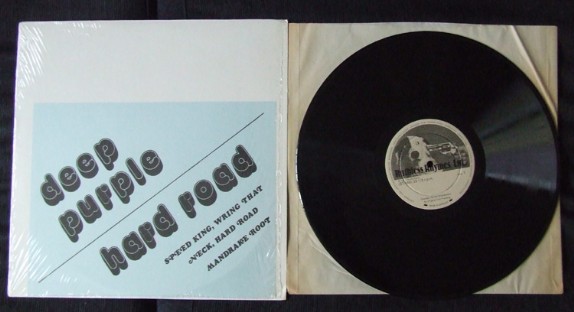 deep
purple
hard road
SPEED KING, WRING THAT
NECK, HARD ROAD
MANDRAKE ROOT